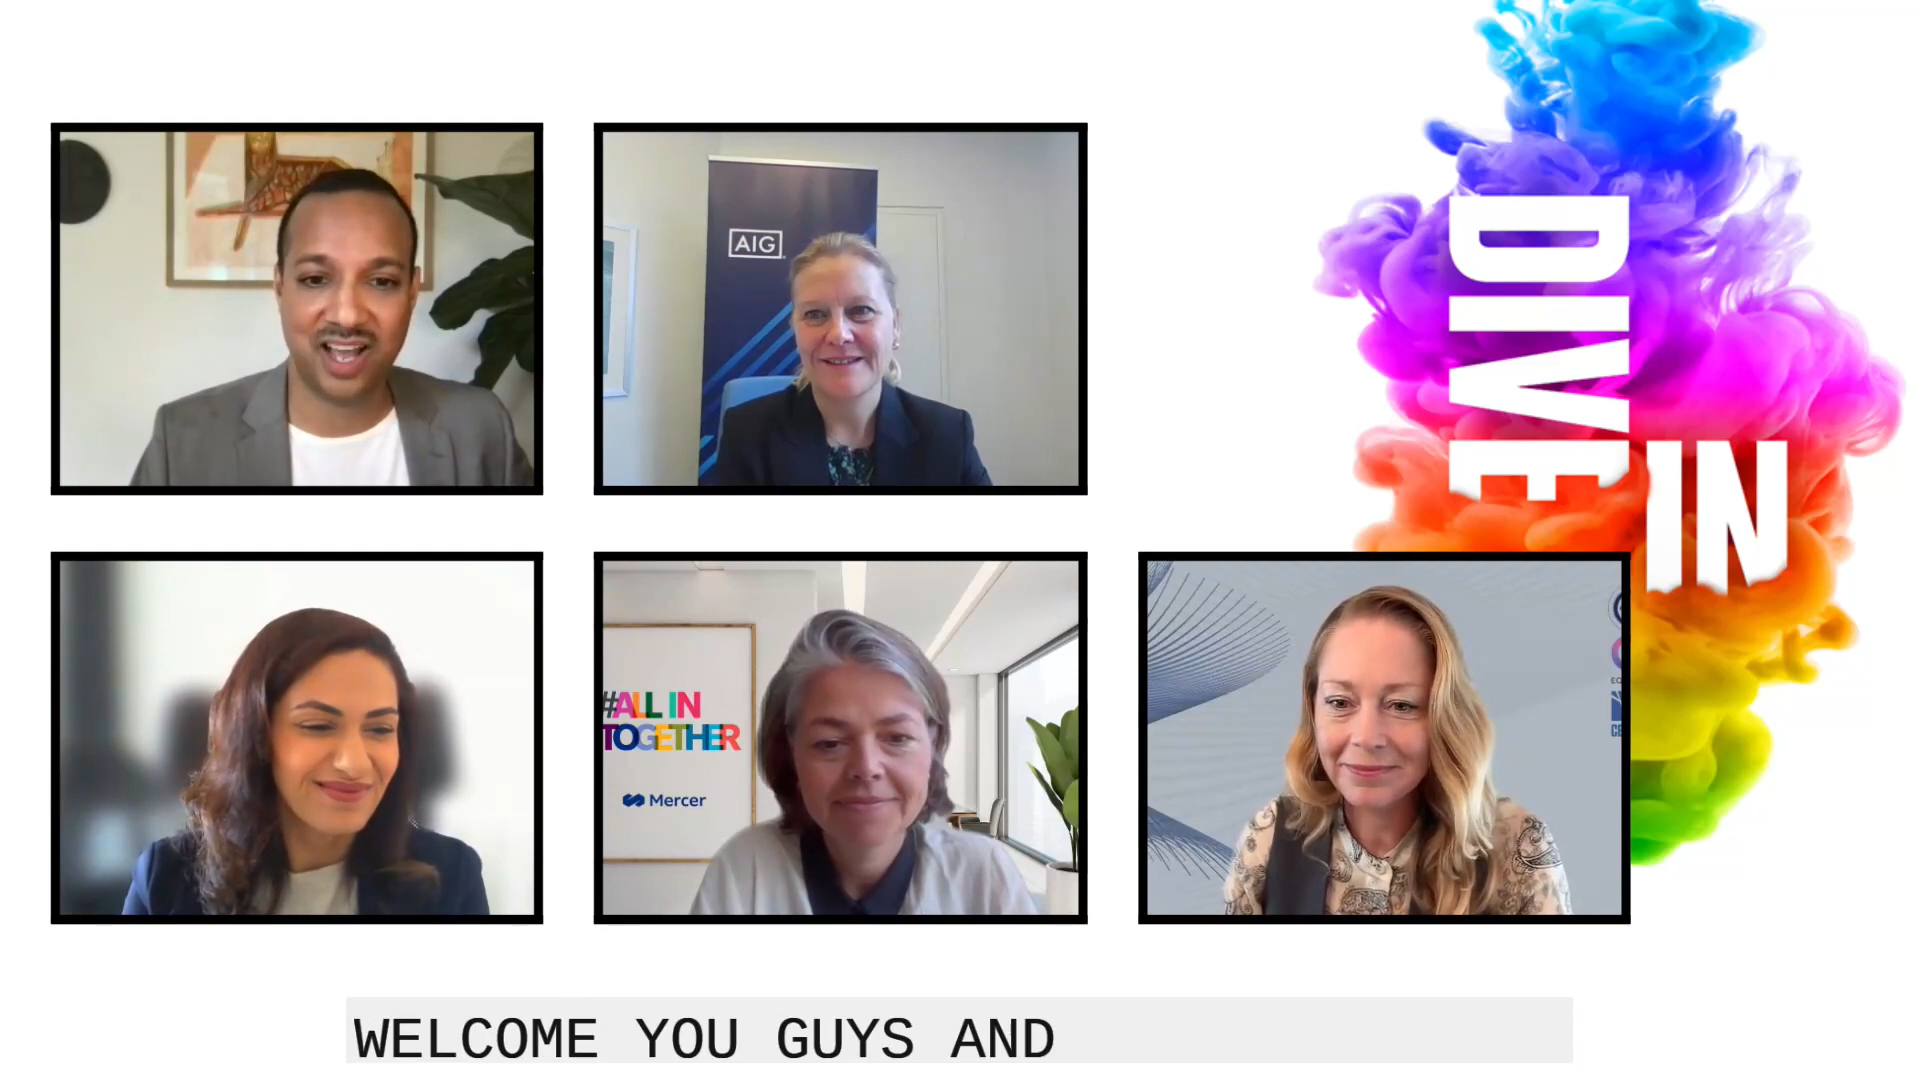 AIG
DIVE
IN
#ALL IN
TOGETHER
Mercer
WELCOME YOU GUYS AND